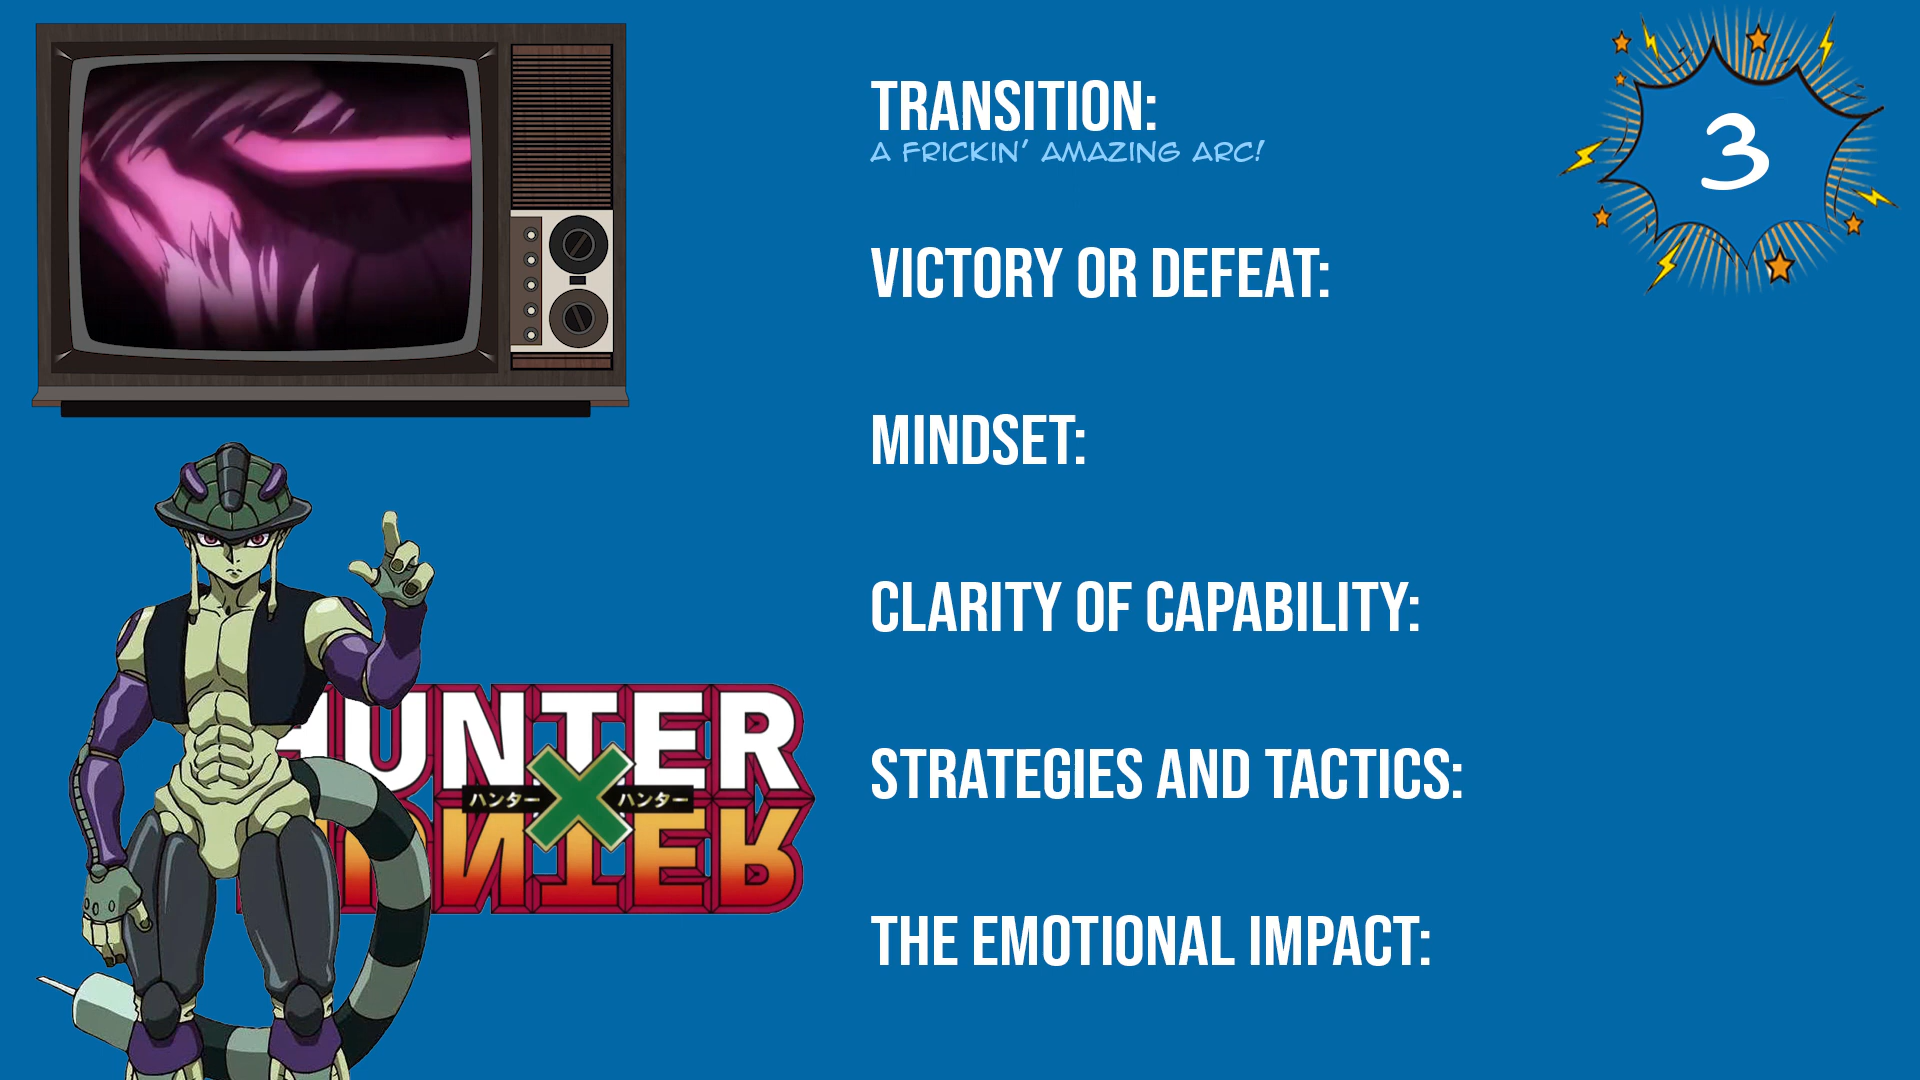 TRANSITION:
A FRICKIN' AMAZING ARC!
3
VICTORY OR DEFEAT:
MINDSET:
CLARITY OF CAPABILITY:
STRATEGIES AND TACTICS:
THE EMOTIONAL IMPACT:
HUNTER
ハンター × ハンター
HUNTER